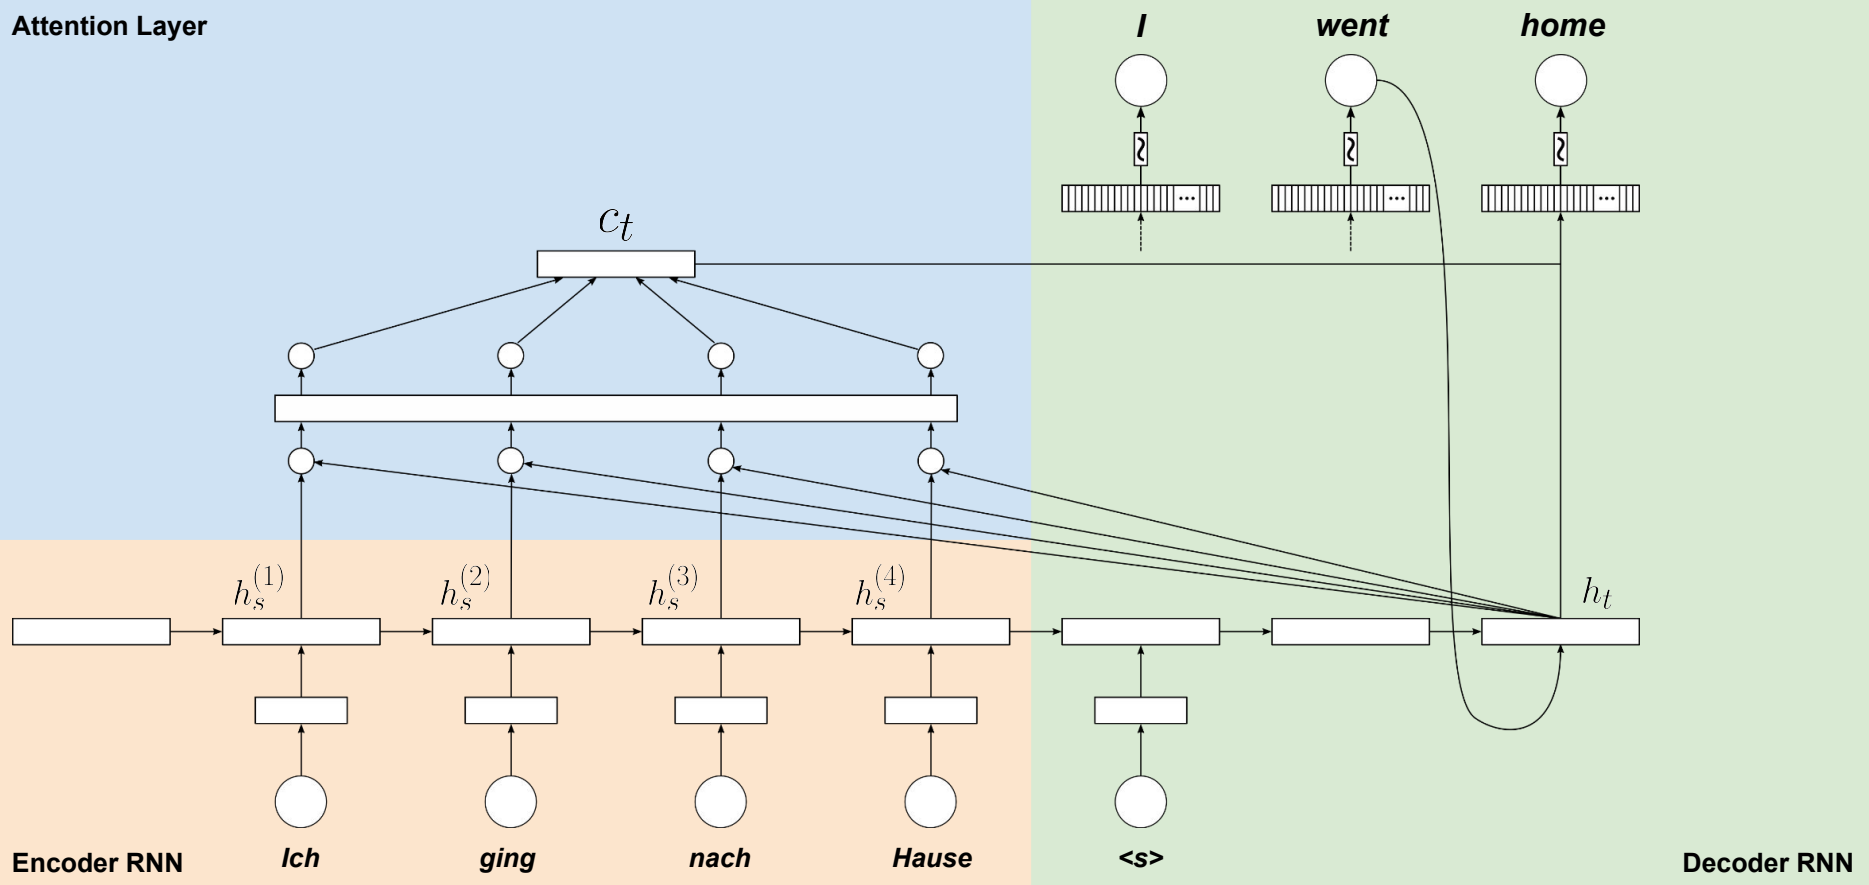 Attention Layer
I went home
c_t
h_s^{(1)} h_s^{(2)} h_s^{(3)} h_s^{(4)} h_t
Encoder RNN Ich ging nach Hause <s> Decoder RNN